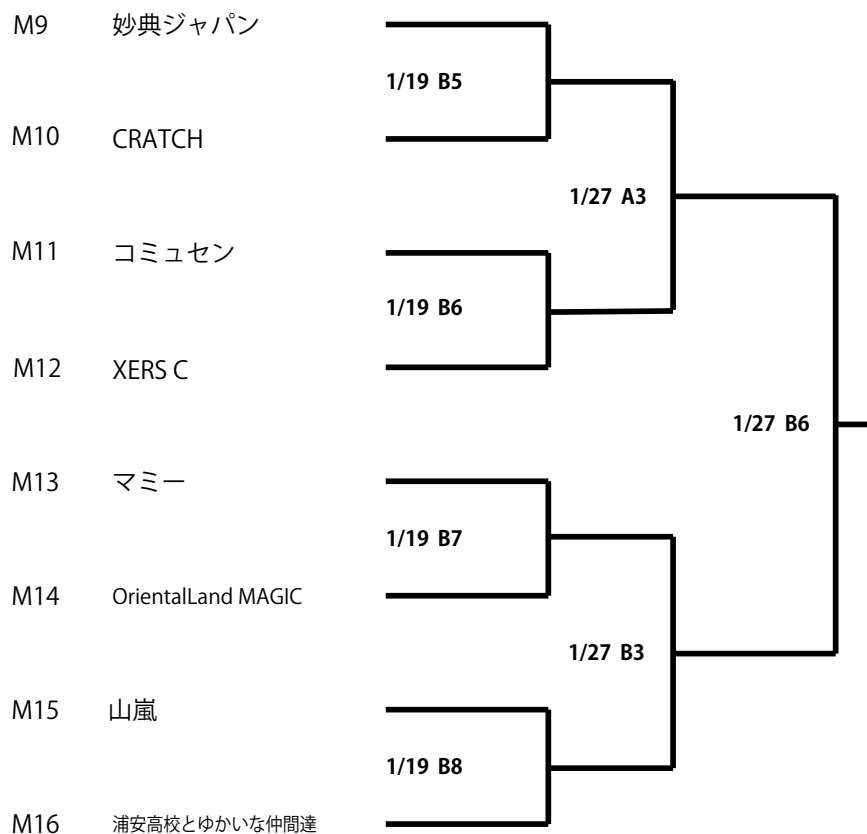 M9 妙典ジャパン
1/19 B5
M10 CRATCH
1/27 A3
M11 コミュセン
1/19 B6
M12 XERS C
1/27 B6
M13 マミー
1/19 B7
M14 OrientalLand MAGIC
1/27 B3
M15 山嵐
1/19 B8
M16 浦安高校とゆかいな仲間達